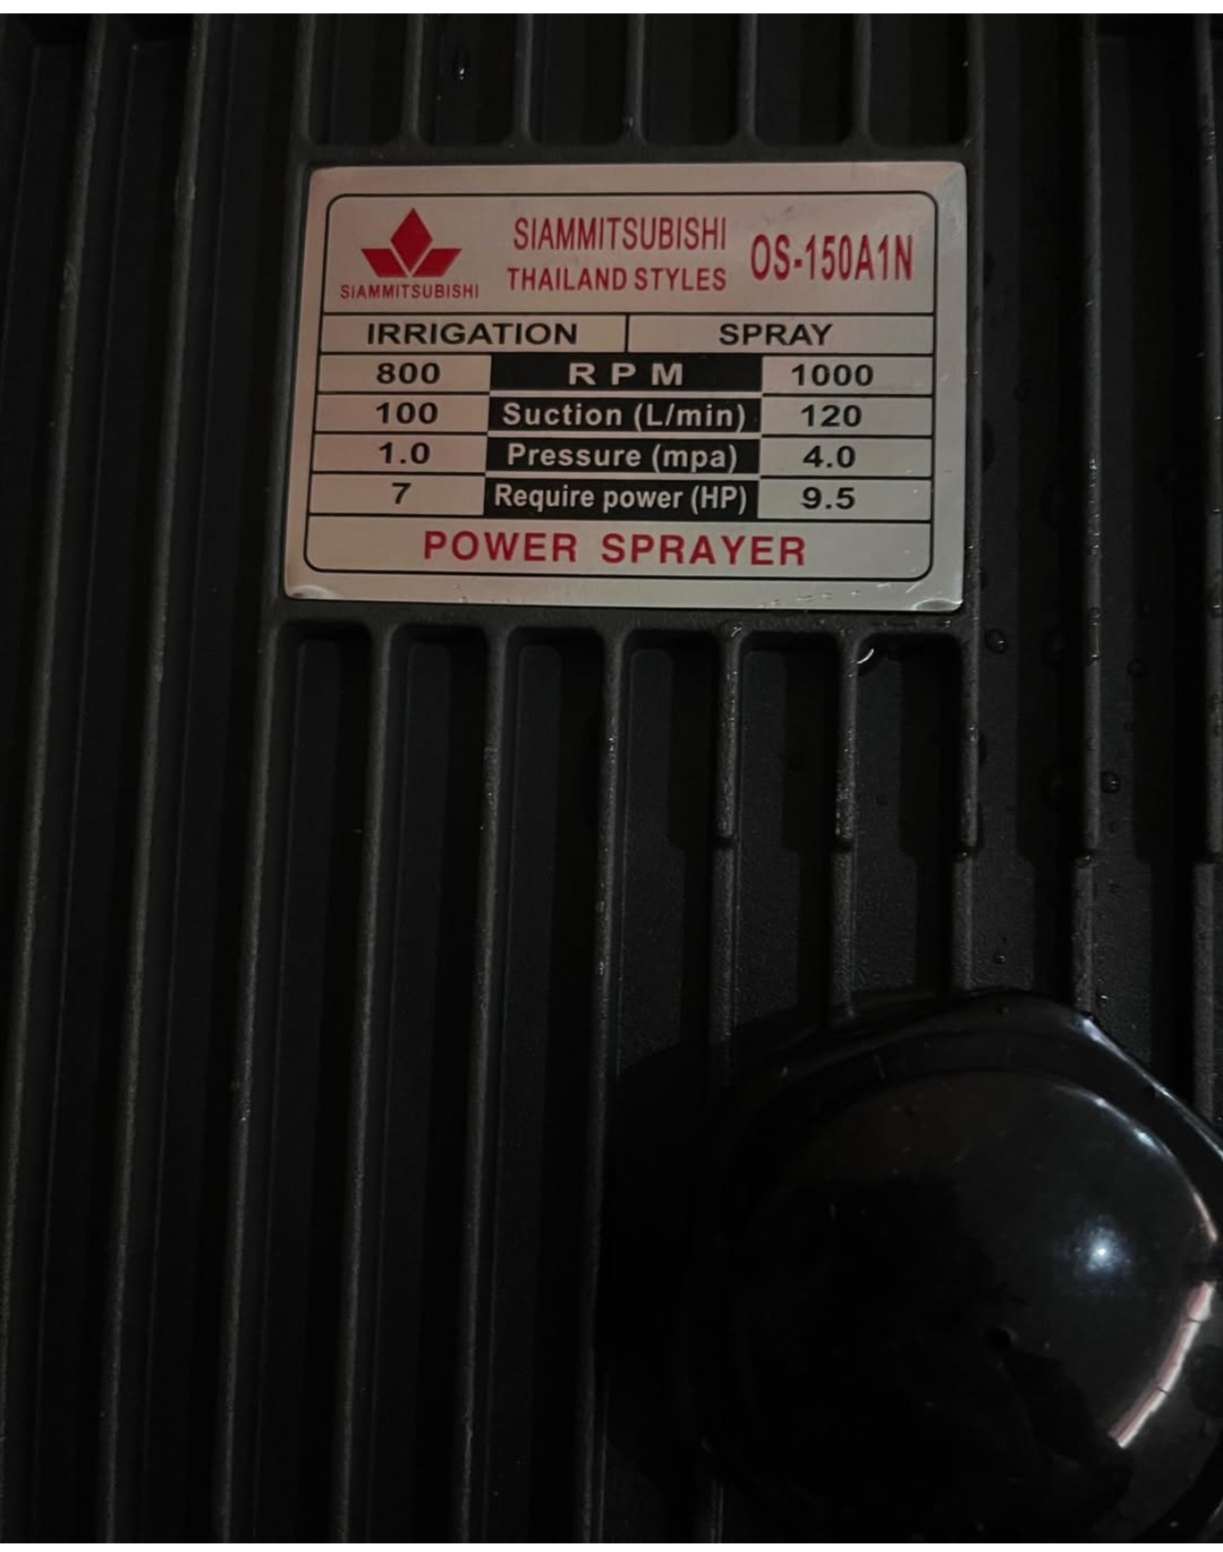 SIAMMITSUBISHI
SIAMMITSUBISHI
THAILAND STYLES
OS-150A1N
IRRIGATION SPRAY
800 RPM 1000
100 Suction (L/min) 120
1.0 Pressure (mpa) 4.0
7 Require power (HP) 9.5
POWER SPRAYER